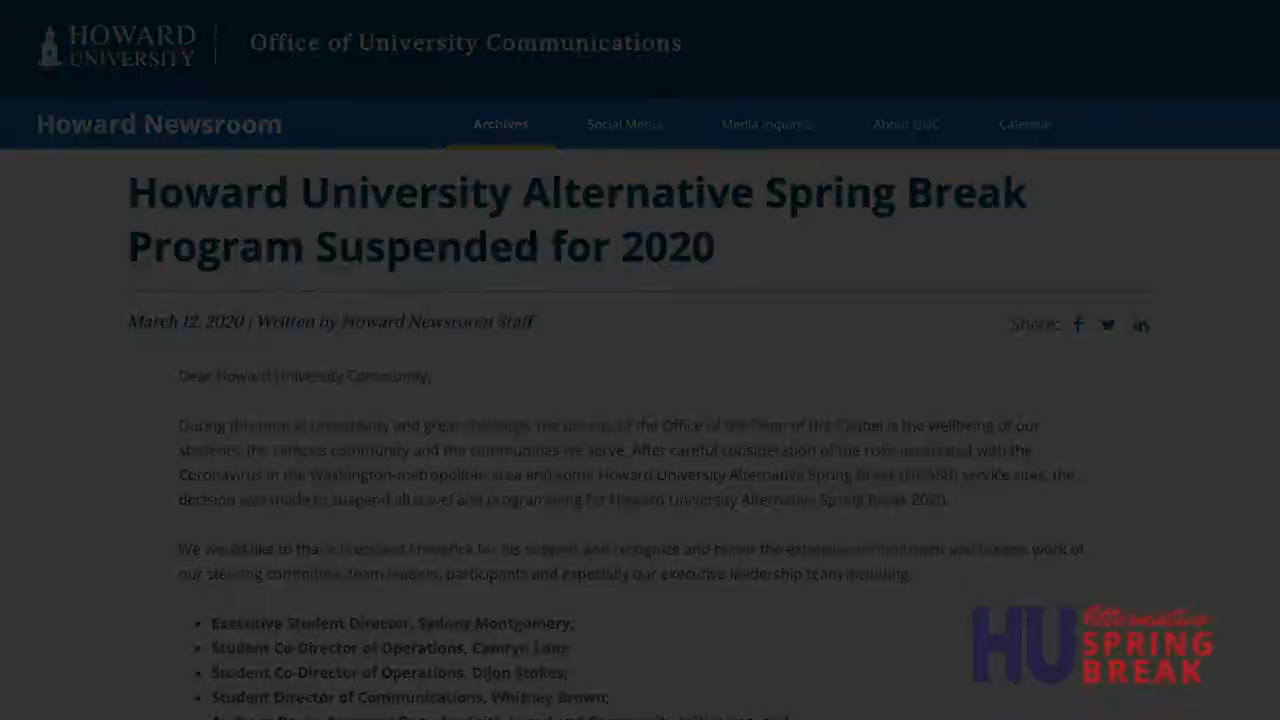 HOWARD
UNIVERSITY
Office of University Communications
Howard Newsroom
Archives
Social Media
Media Inquiries
About OUC
Calendar
Howard University Alternative Spring Break
Program Suspended for 2020
March 12, 2020 | Written by Howard Newsroom Staff
Share:
Dear Howard University Community,
During this time of uncertainty and great challenge, the priority of the Office of the Dean of the Chapel is the wellbeing of our
students, the campus community and the communities we serve. After careful consideration of the risks associated with the
Coronavirus in the Washington-metropolitan area and some Howard University Alternative Spring Break (HUASB) service sites, the
decision was made to suspend all travel and programming for Howard University Alternative Spring Break 2020.
We would like to thank President Frederick for his support and recognize and honor the extensive commitment and work of
our steering committee, team leaders, participants and especially our executive leadership team including:
• Executive Student Director, Sydney Montgomery;
• Student Co-Director of Operations, Camryn
• Student Co-Director of Operations, Dijon Stokes;
• Student Director of Communications, Whitney Brown;
HU Alternative
SPRING
BREAK